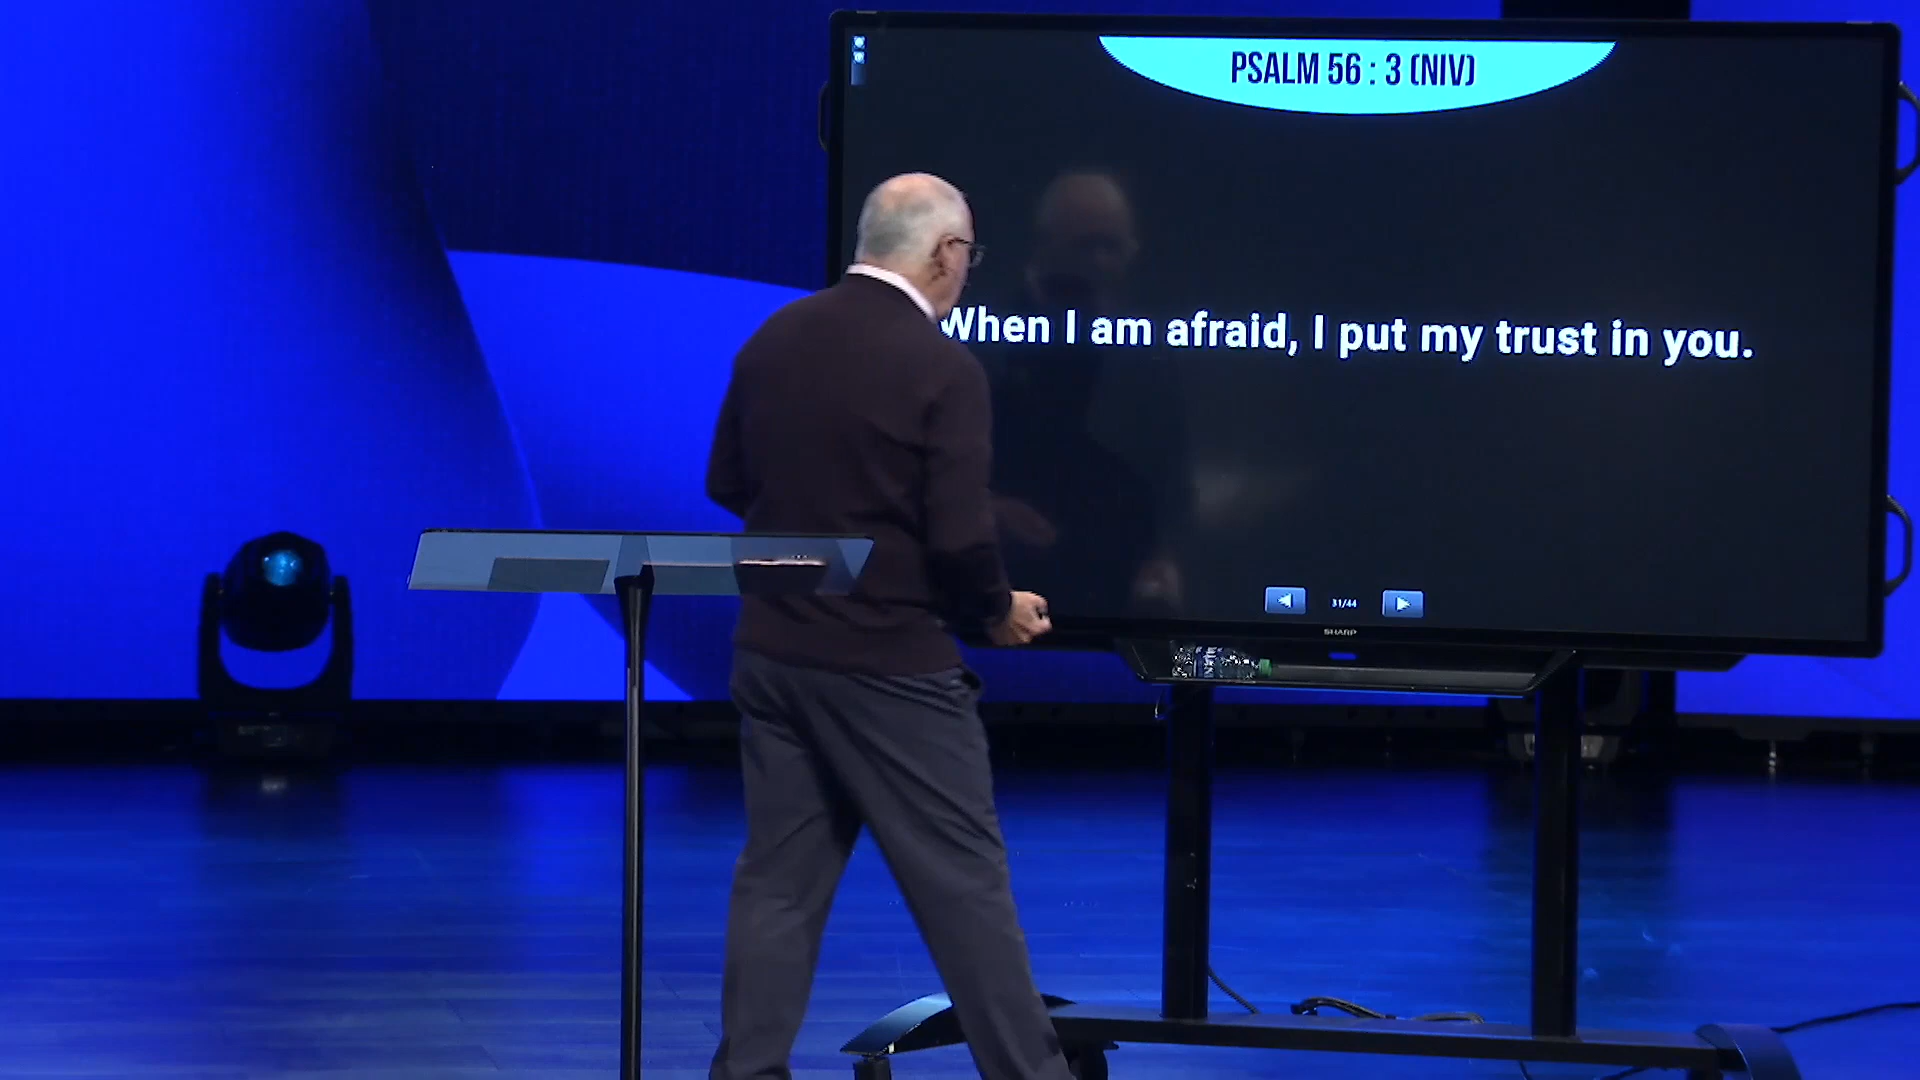 PSALM 56 : 3 (NIV)
When I am afraid, I put my trust in you.
31/44
SHARP